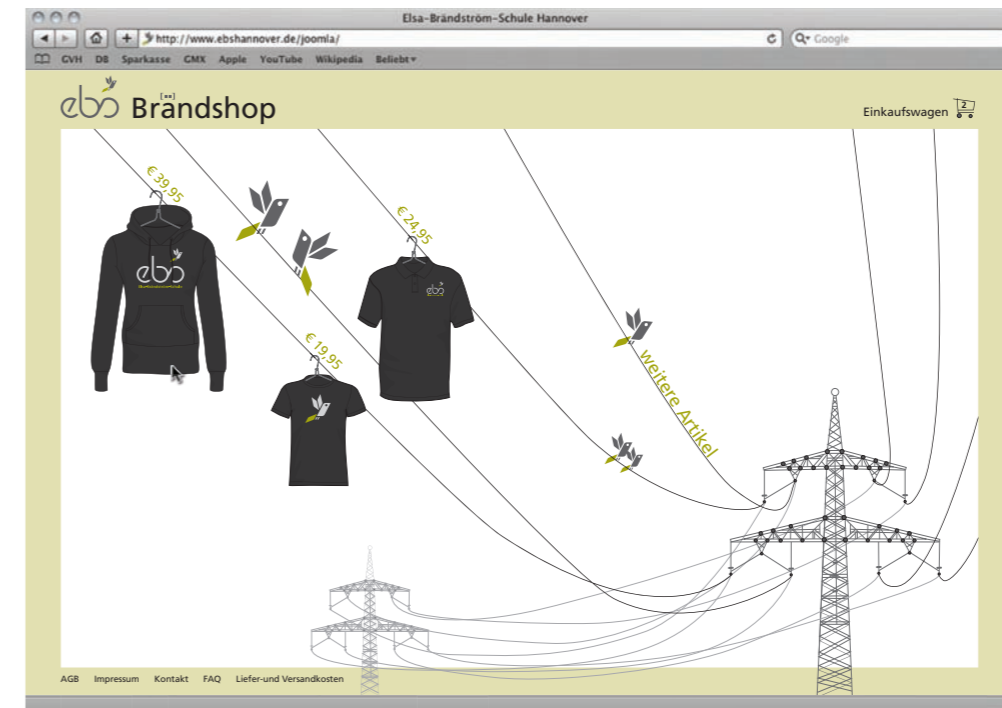 Elsa-Brändström-Schule Hannover
http://www.ebshannover.de/joomla/
Google
GVH DB Sparkasse GMX Apple YouTube Wikipedia Beliebt
ebs Brändshop
[ää]
Einkaufswagen 2
€ 39,95
€ 24,95
ebs
ebs
€ 19,95
weitere Artikel
AGB Impressum Kontakt FAQ Liefer-und Versandkosten